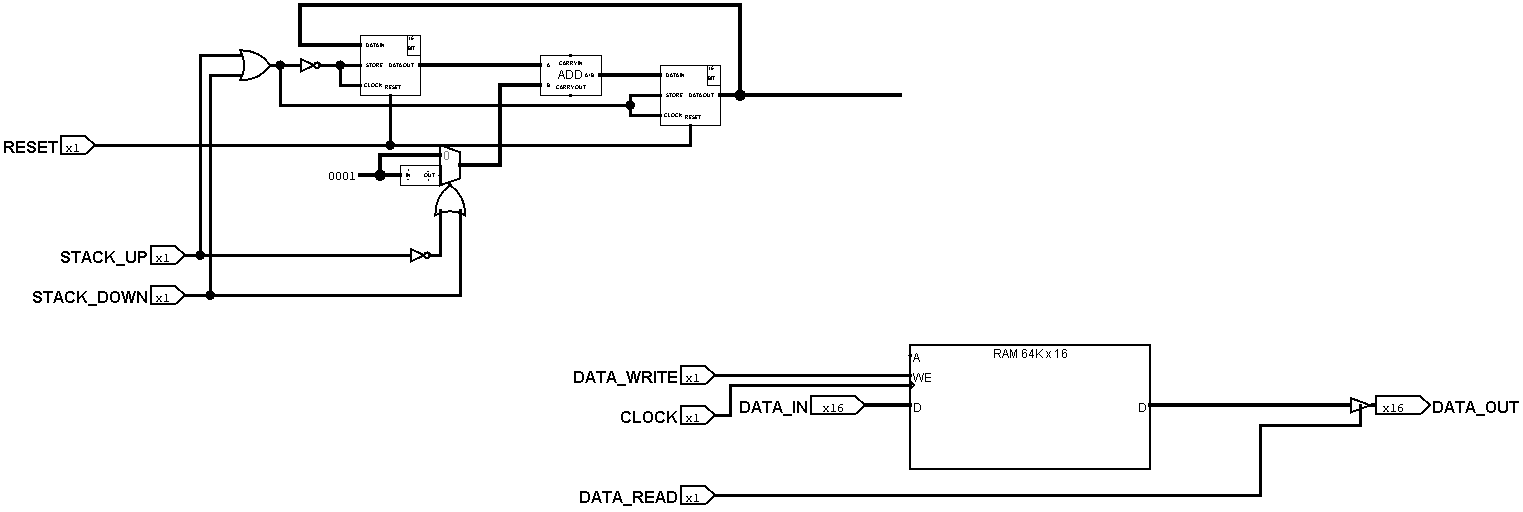 16
BIT
DATAIN
STORE DATAOUT
CLOCK RESET
CARRYIN
A ADD A+B
B CARRYOUT
16
BIT
DATAIN
STORE DATAOUT
CLOCK RESET
RESET x1
0
0001 IN OUT
STACK_UP x1
STACK_DOWN x1
RAM 64K x 16
A
DATA_WRITE x1 WE
CLOCK x1 DATA_IN x16 D D x16 DATA_OUT
DATA_READ x1